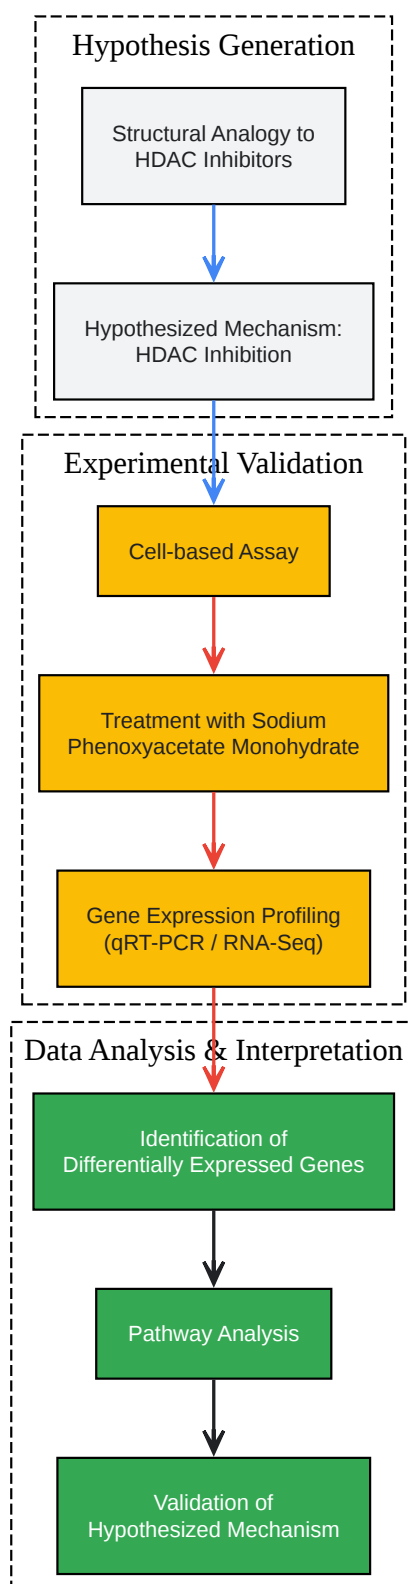 Hypothesis Generation
Structural Analogy to
HDAC Inhibitors
Hypothesized Mechanism:
HDAC Inhibition
Experimental Validation
Cell-based Assay
Treatment with Sodium
Phenoxyacetate Monohydrate
Gene Expression Profiling
(qRT-PCR / RNA-Seq)
Data Analysis & Interpretation
Identification of
Differentially Expressed Genes
Pathway Analysis
Validation of
Hypothesized Mechanism